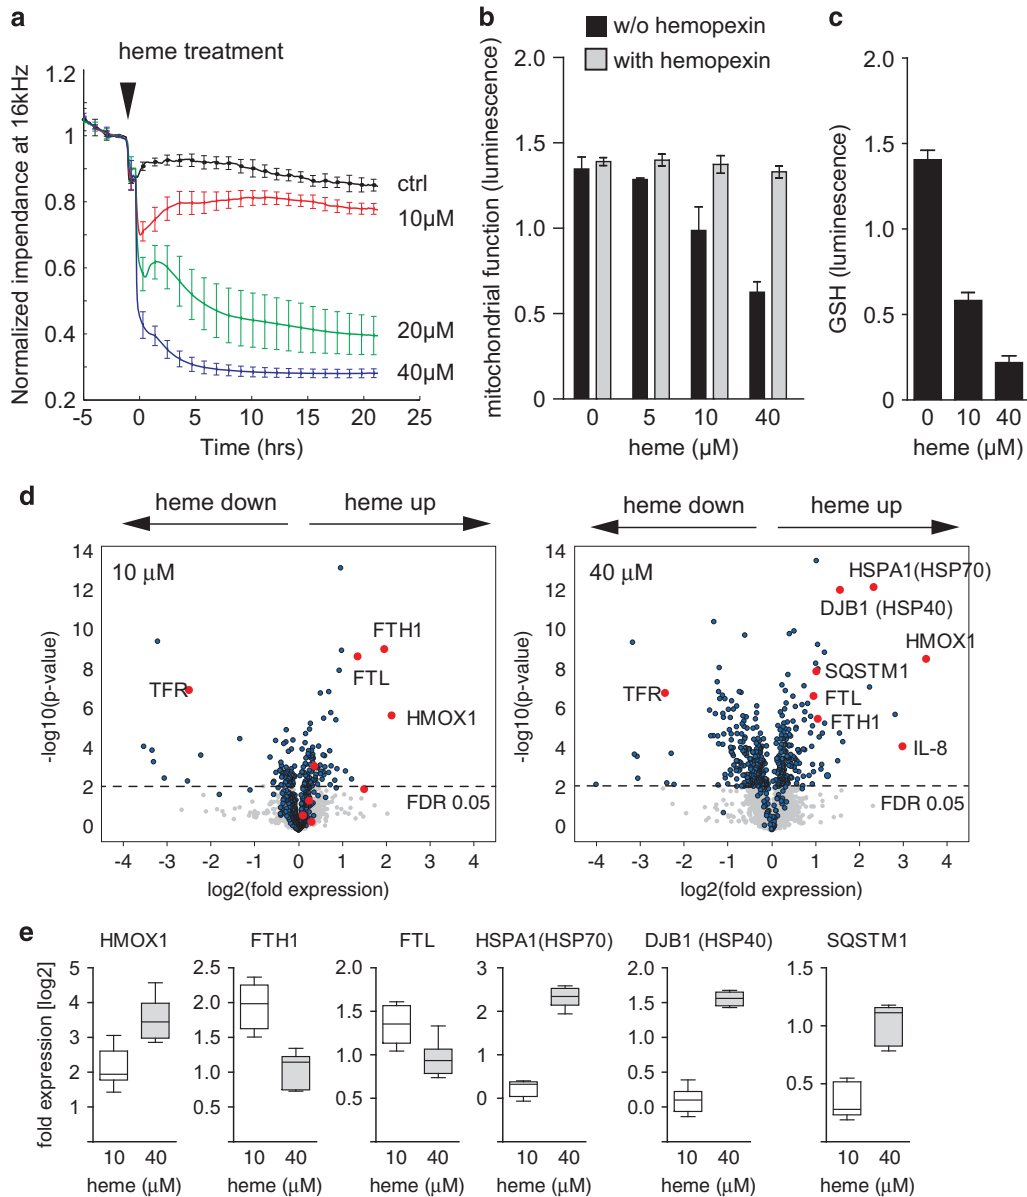 a
heme treatment
Normalized impendance at 16kHz
1.2
1
0.8
0.6
0.4
0.2
-5
0
5
10
15
20
25
Time (hrs)
ctrl
10µM
20µM
40µM
b
w/o hemopexin
with hemopexin
mitochondrial function (luminescence)
2.0
1.5
1.0
1.5
0
0
5
10
40
heme (µM)
c
GSH (luminescence)
2.0
1.5
1.0
0.5
0
0
10
40
heme (µM)
d
heme down
heme up
10 µM
-log10(p-value)
14
12
10
8
6
4
2
0
FTH1
FTL
TFR
HMOX1
FDR 0.05
-4
-3
-2
-1
0
1
2
3
4
log2(fold expression)
heme down
heme up
40 µM
-log10(p-value)
14
12
10
8
6
4
2
0
HSPA1(HSP70)
DJB1 (HSP40)
HMOX1
SQSTM1
TFR
FTL
FTH1
IL-8
FDR 0.05
-4
-3
-2
-1
0
1
2
3
4
log2(fold expression)
e
fold expression [log2]
HMOX1
5
4
3
2
1
10
40
heme (µM)
FTH1
2.5
2.0
1.5
1.0
0.5
10
40
heme (µM)
FTL
2.0
1.5
1.0
0.5
10
40
heme (µM)
HSPA1(HSP70)
3
2
2
0
10
40
heme (µM)
DJB1 (HSP40)
2.0
1.5
1.0
0.5
0.0
10
40
heme (µM)
SQSTM1
1.5
1.0
0.5
10
40
heme (µM)